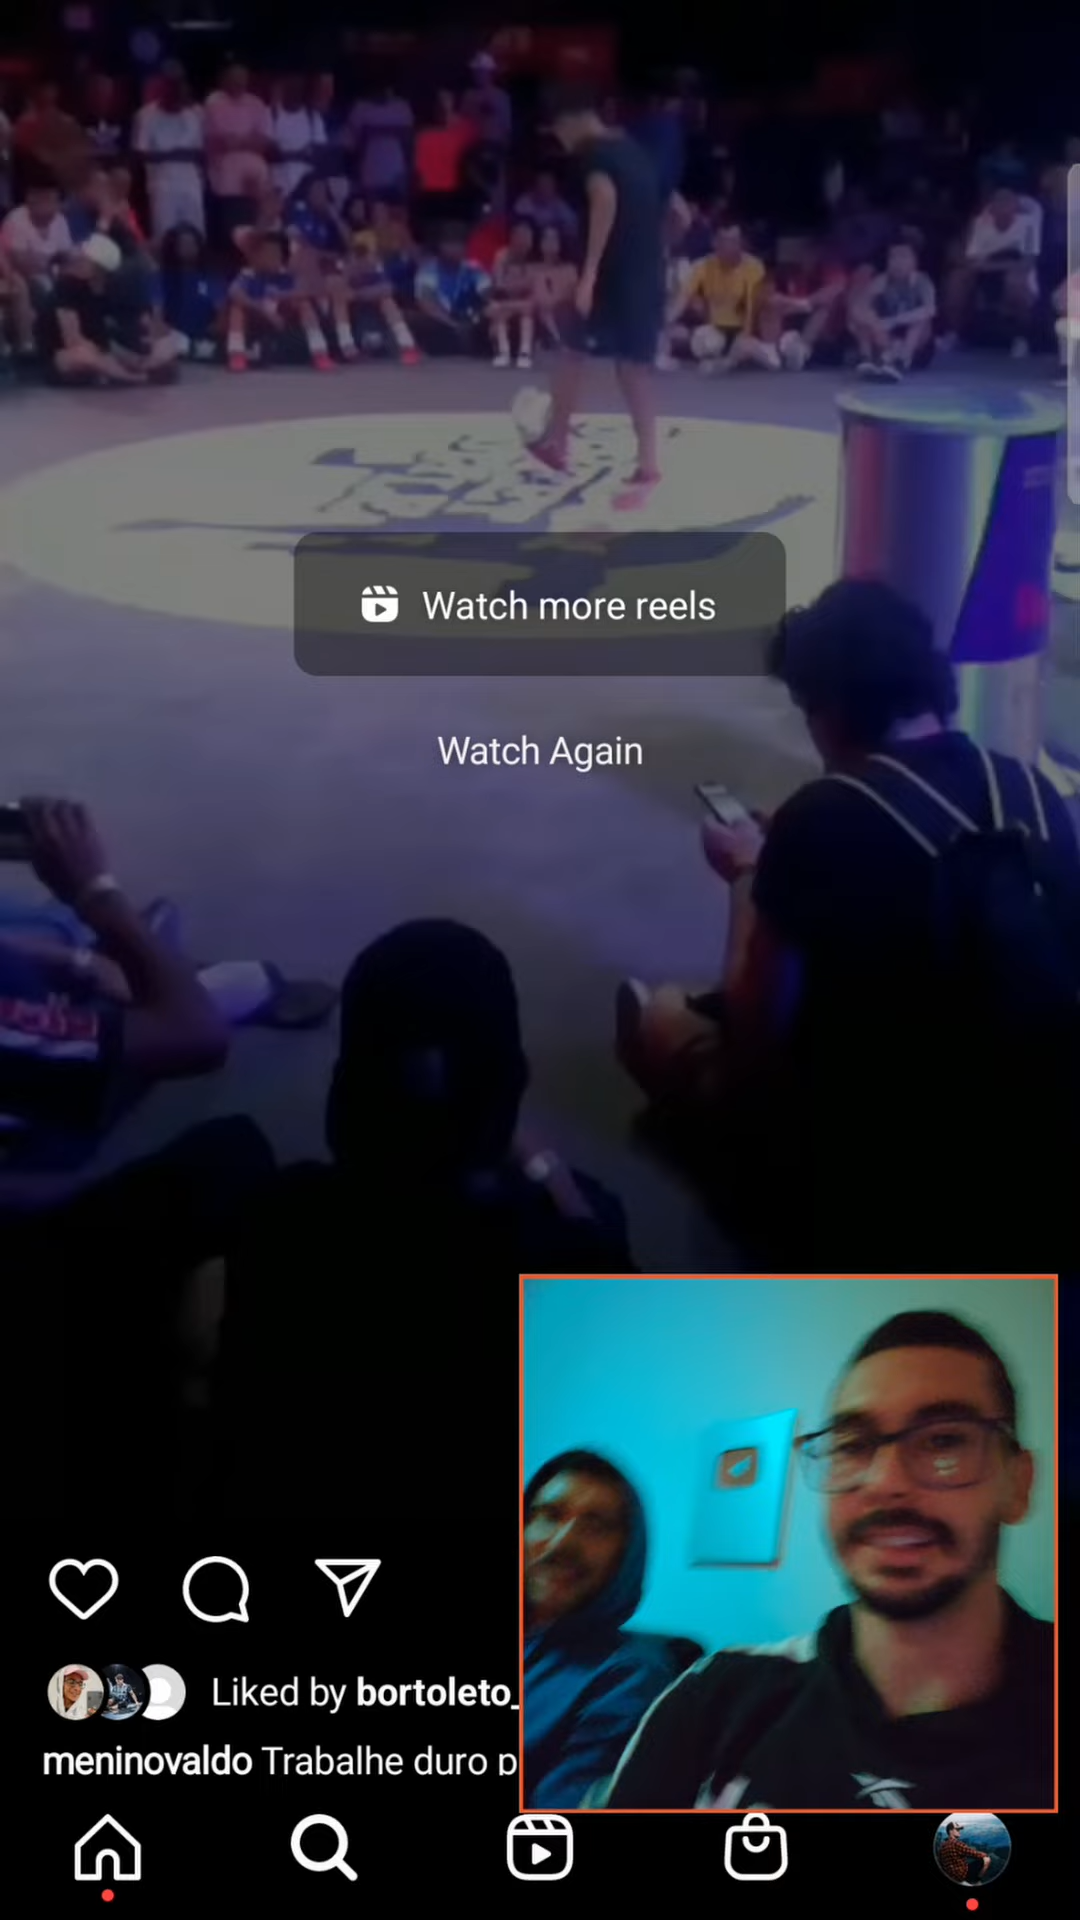 Watch more reels
Watch Again
Liked by bortoleto_
meninovaldo Trabalhe duro p